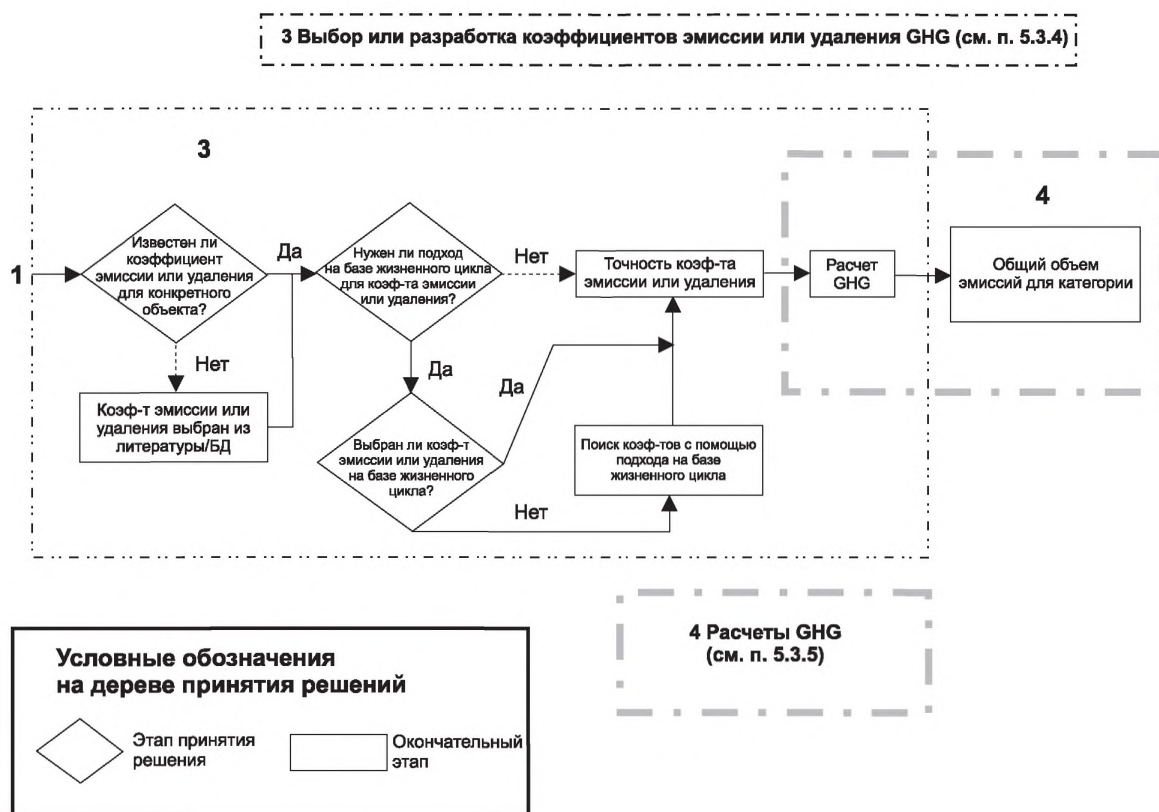 3 Выбор или разработка коэффициентов эмиссии или удаления GHG (см. п. 5.3.4)
3
4
1
Известен ли
коэффициент
эмиссии или удаления
для конкретного
объекта?
Да
Нет
Коэф-т эмиссии или
удаления выбран из
литературы/БД
Нужен ли подход
на базе жизненного цикла
для коэф-та эмиссии
или удаления?
Нет
Да
Точность коэф-та
эмиссии или удаления
Расчет
GHG
Общий объем
эмиссий для категории
Выбран ли коэф-т
эмиссии или удаления
на базе жизненного
цикла?
Да
Нет
Поиск коэф-тов с помощью
подхода на базе
жизненного цикла
4 Расчеты GHG
(см. п. 5.3.5)
Условные обозначения
на дереве принятия решений
Этап принятия
решения
Окончательный
этап